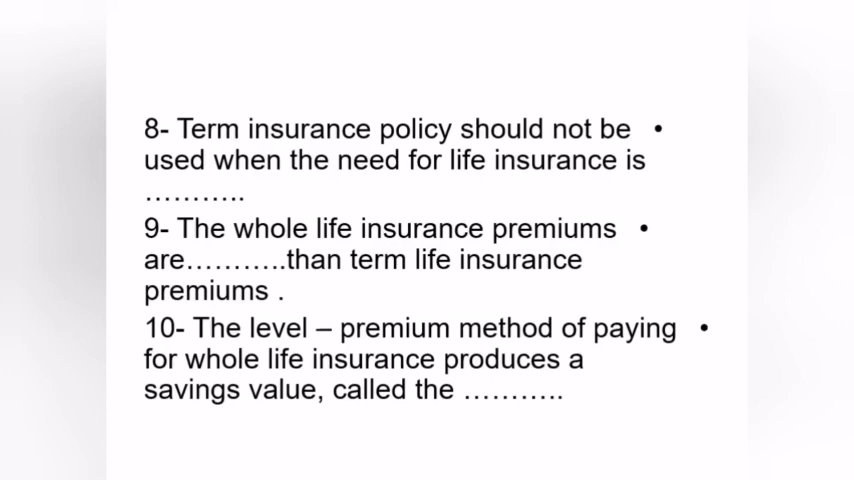 8- Term insurance policy should not be •
used when the need for life insurance is
………..
9- The whole life insurance premiums •
are………..than term life insurance
premiums .
10- The level – premium method of paying •
for whole life insurance produces a
savings value, called the ………..